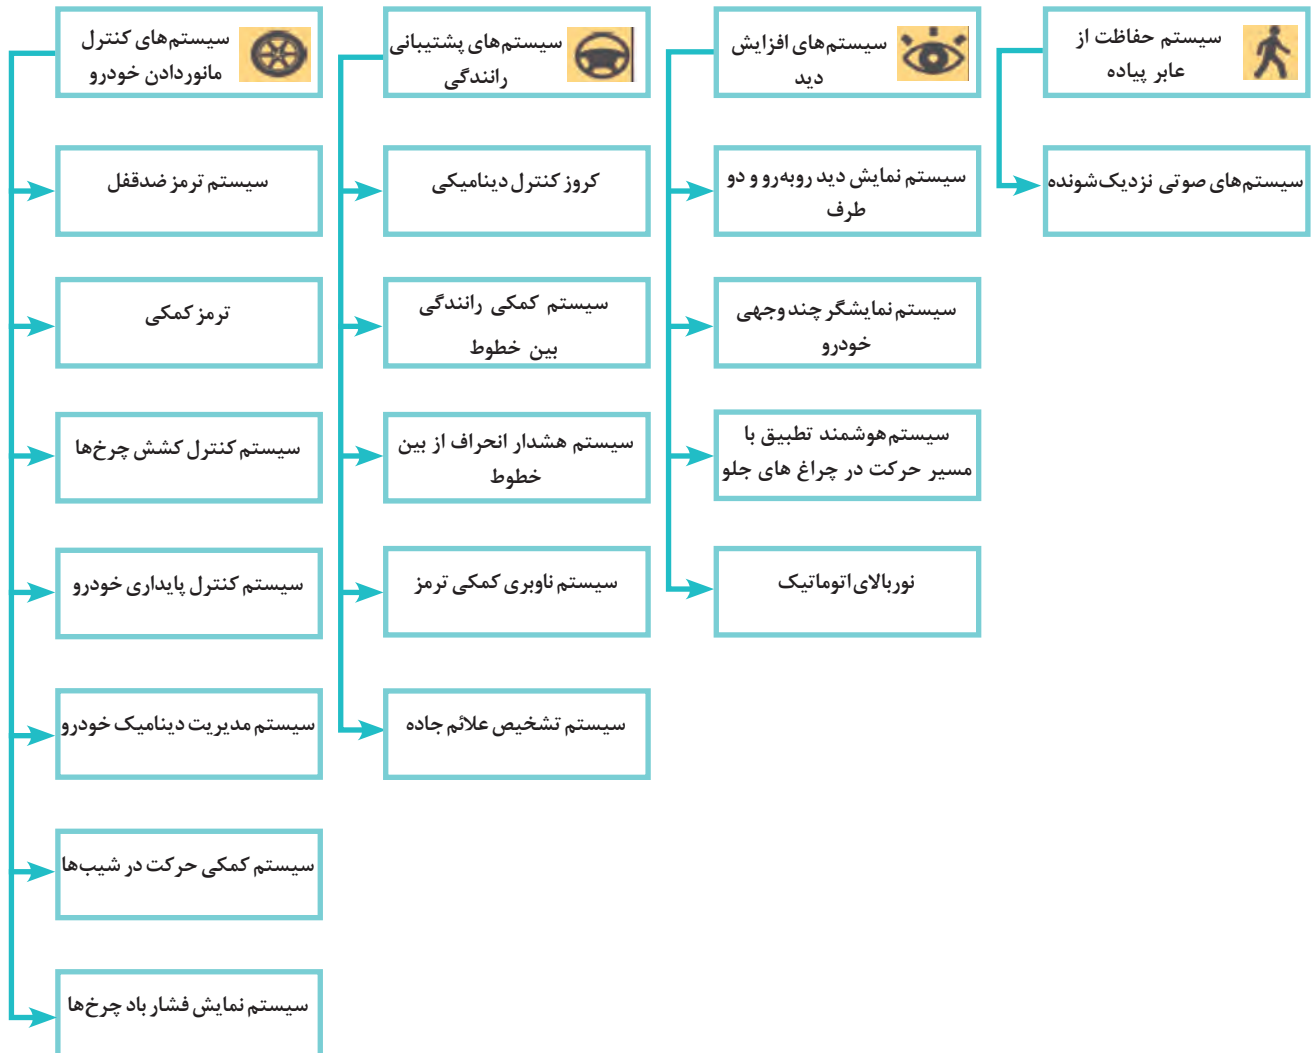 سیستم حفاظت از
عابر پیاده
سیستم‌های صوتی نزدیک‌شونده
سیستم‌های افزایش
دید
سیستم نمایش دید روبه‌رو و دو
طرف
سیستم نمایشگر چند وجهی
خودرو
سیستم هوشمند تطبیق با
مسیر حرکت در چراغ های جلو
نوربالای اتوماتیک
سیستم‌های پشتیبانی
رانندگی
کروز کنترل دینامیکی
سیستم کمکی رانندگی
بین خطوط
سیستم هشدار انحراف از بین
خطوط
سیستم ناوبری کمکی ترمز
سیستم تشخیص علائم جاده
سیستم‌های کنترل
مانوردادن خودرو
سیستم ترمز ضدقفل
ترمز کمکی
سیستم کنترل کشش چرخ‌ها
سیستم کنترل پایداری خودرو
سیستم مدیریت دینامیک خودرو
سیستم کمکی حرکت در شیب‌ها
سیستم نمایش فشار باد چرخ‌ها